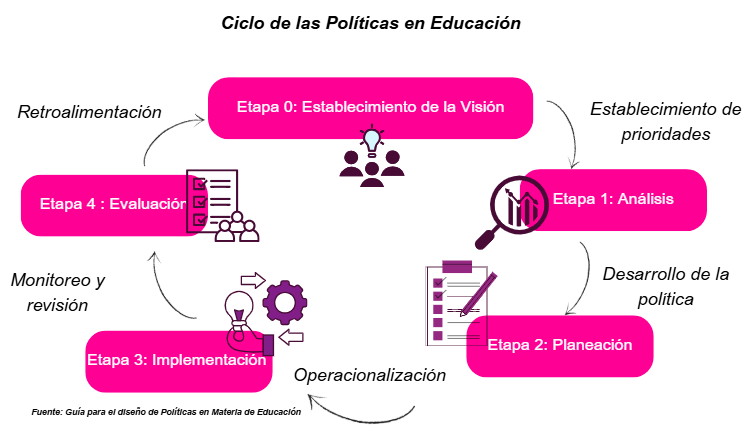 Ciclo de las Políticas en Educación
Etapa 0: Establecimiento de la Visión
Retroalimentación
Establecimiento de
prioridades
Etapa 4 : Evaluación
Etapa 1: Análisis
Monitoreo y
revisión
Desarrollo de la
política
Etapa 2: Planeación
Etapa 3: Implementación
Operacionalización
Fuente: Guía para el diseño de Políticas en Materia de Educación